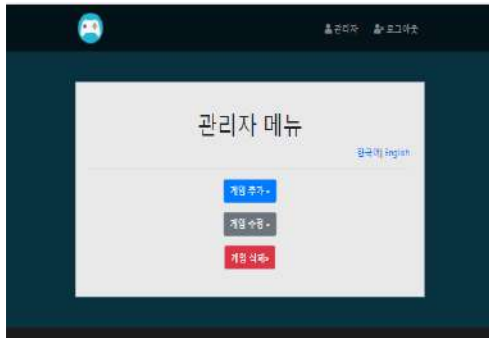 관리자 로그아웃
관리자 메뉴
한국어| English
게임 추가»
게임 수정»
게임 삭제»